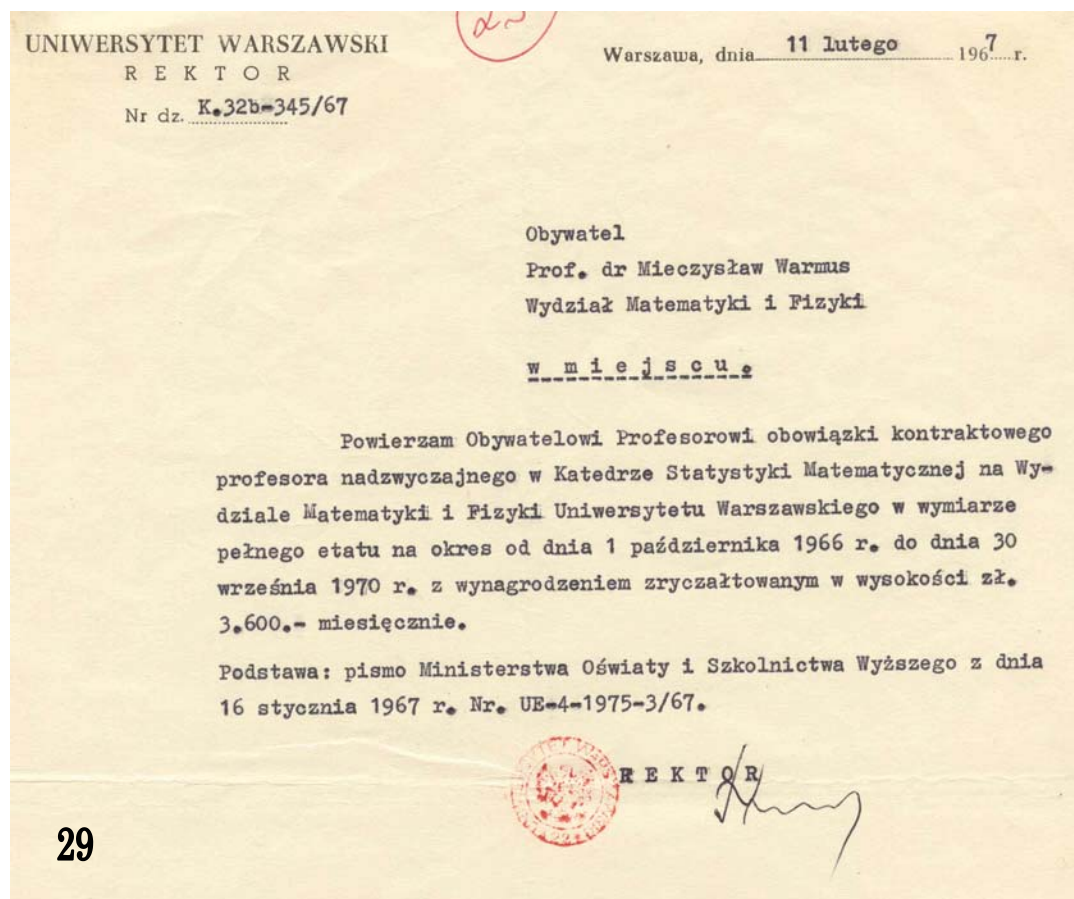 UNIWERSYTET WARSZAWSKI
REKTOR
Nr dz. K.32b-345/67
Warszawa, dnia 11 lutego 1967 r.
Obywatel
Prof. dr Mieczysław Warmus
Wydział Matematyki i Fizyki
w miejscu.
Powierzam Obywatelowi Profesorowi obowiązki kontraktowego
profesora nadzwyczajnego w Katedrze Statystyki Matematycznej na Wy-
dziale Matematyki i Fizyki Uniwersytetu Warszawskiego w wymiarze
pełnego etatu na okres od dnia 1 października 1966 r. do dnia 30
września 1970 r. z wynagrodzeniem zryczałtowanym w wysokości zł.
3.600.- miesięcznie.
Podstawa: pismo Ministerstwa Oświaty i Szkolnictwa Wyższego z dnia
16 stycznia 1967 r. Nr. UE-4-1975-3/67.
REKTOR
29